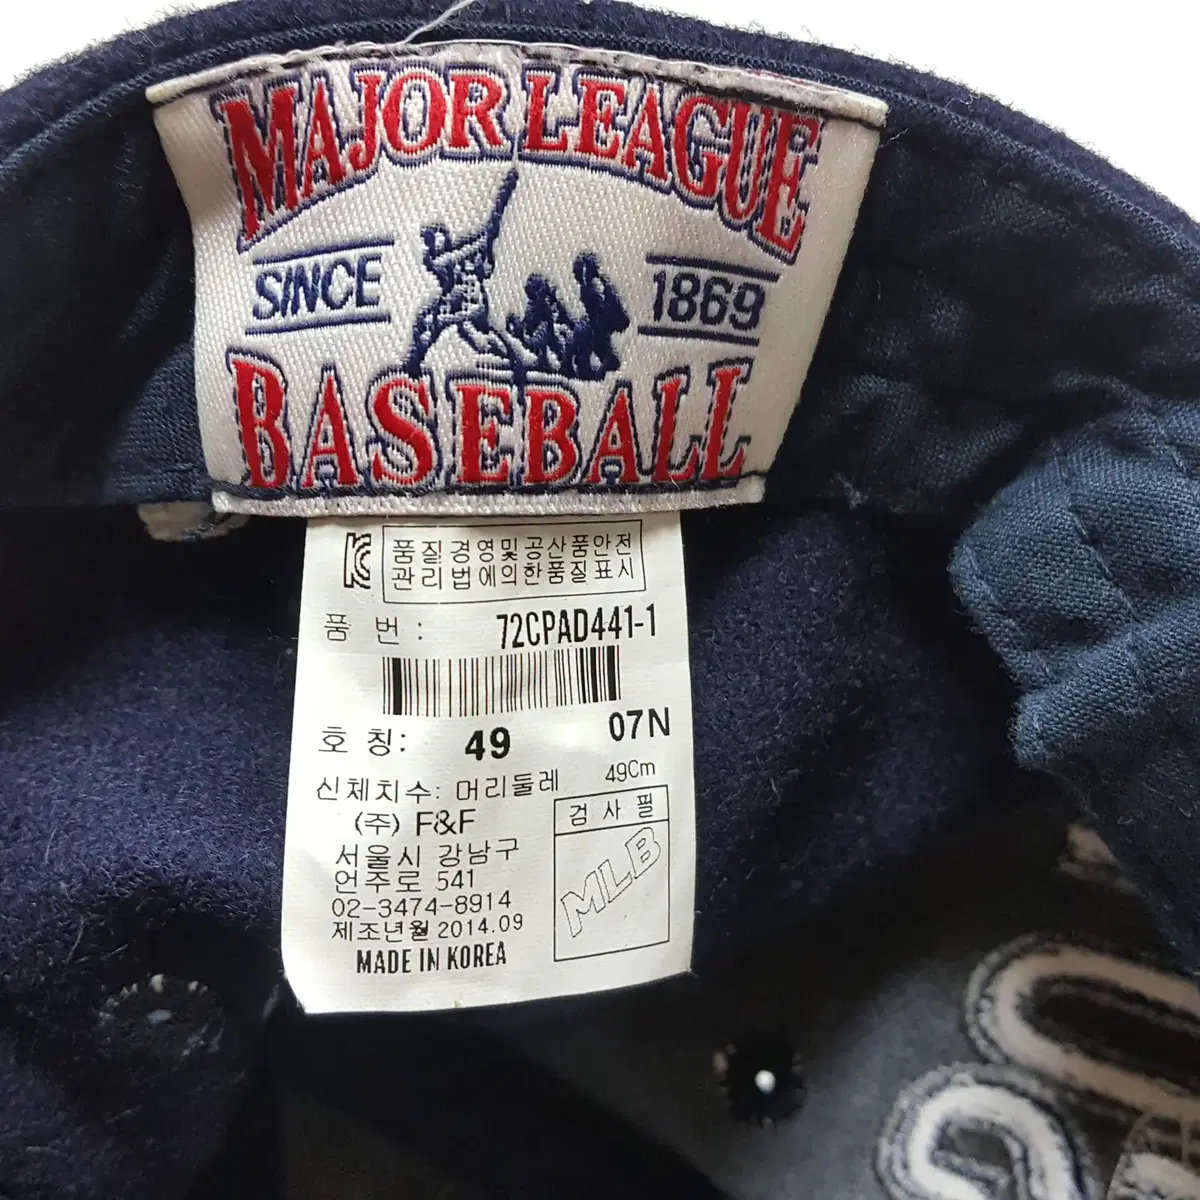 MAJOR LEAGUE
SINCE 1869
BASEBALL
품질경영및공산품안전
관리법에의한품질표시
품 번 : 72CPAD441-1
호 칭: 49 07N
신체치수: 머리둘레 49Cm
(주) F&F
검 사 필
서울시 강남구
언주로 541
MLB
02-3474-8914
제조년월 2014.09
MADE IN KOREA